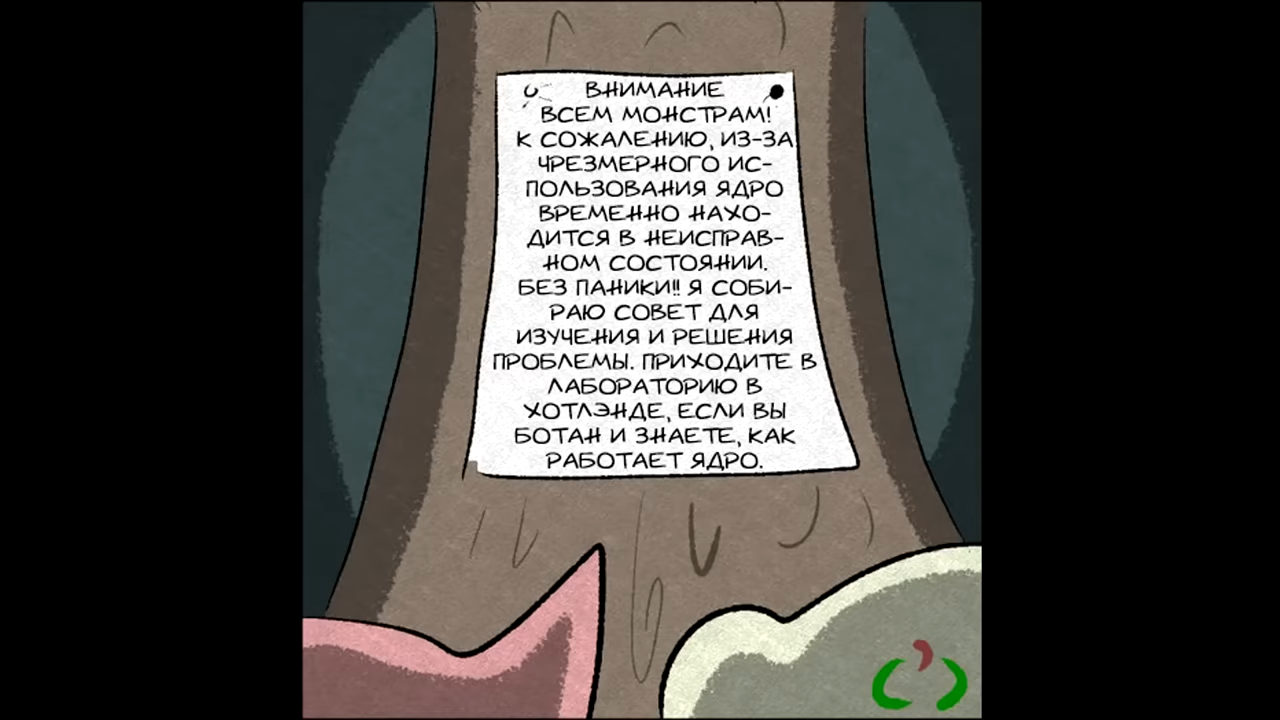 ВНИМАНИЕ
ВСЕМ МОНСТРАМ!
К СОЖАЛЕНИЮ, ИЗ-ЗА
ЧРЕЗМЕРНОГО ИС-
ПОЛЬЗОВАНИЯ ЯДРО
ВРЕМЕННО НАХО-
ДИТСЯ В НЕИСПРАВ-
НОМ СОСТОЯНИИ.
БЕЗ ПАНИКИ!! Я СОБИ-
РАЮ СОВЕТ ДЛЯ
ИЗУЧЕНИЯ И РЕШЕНИЯ
ПРОБЛЕМЫ. ПРИХОДИТЕ В
ЛАБОРАТОРИЮ В
ХОТЛЭНДЕ, ЕСЛИ ВЫ
БОТАН И ЗНАЕТЕ, КАК
РАБОТАЕТ ЯДРО.